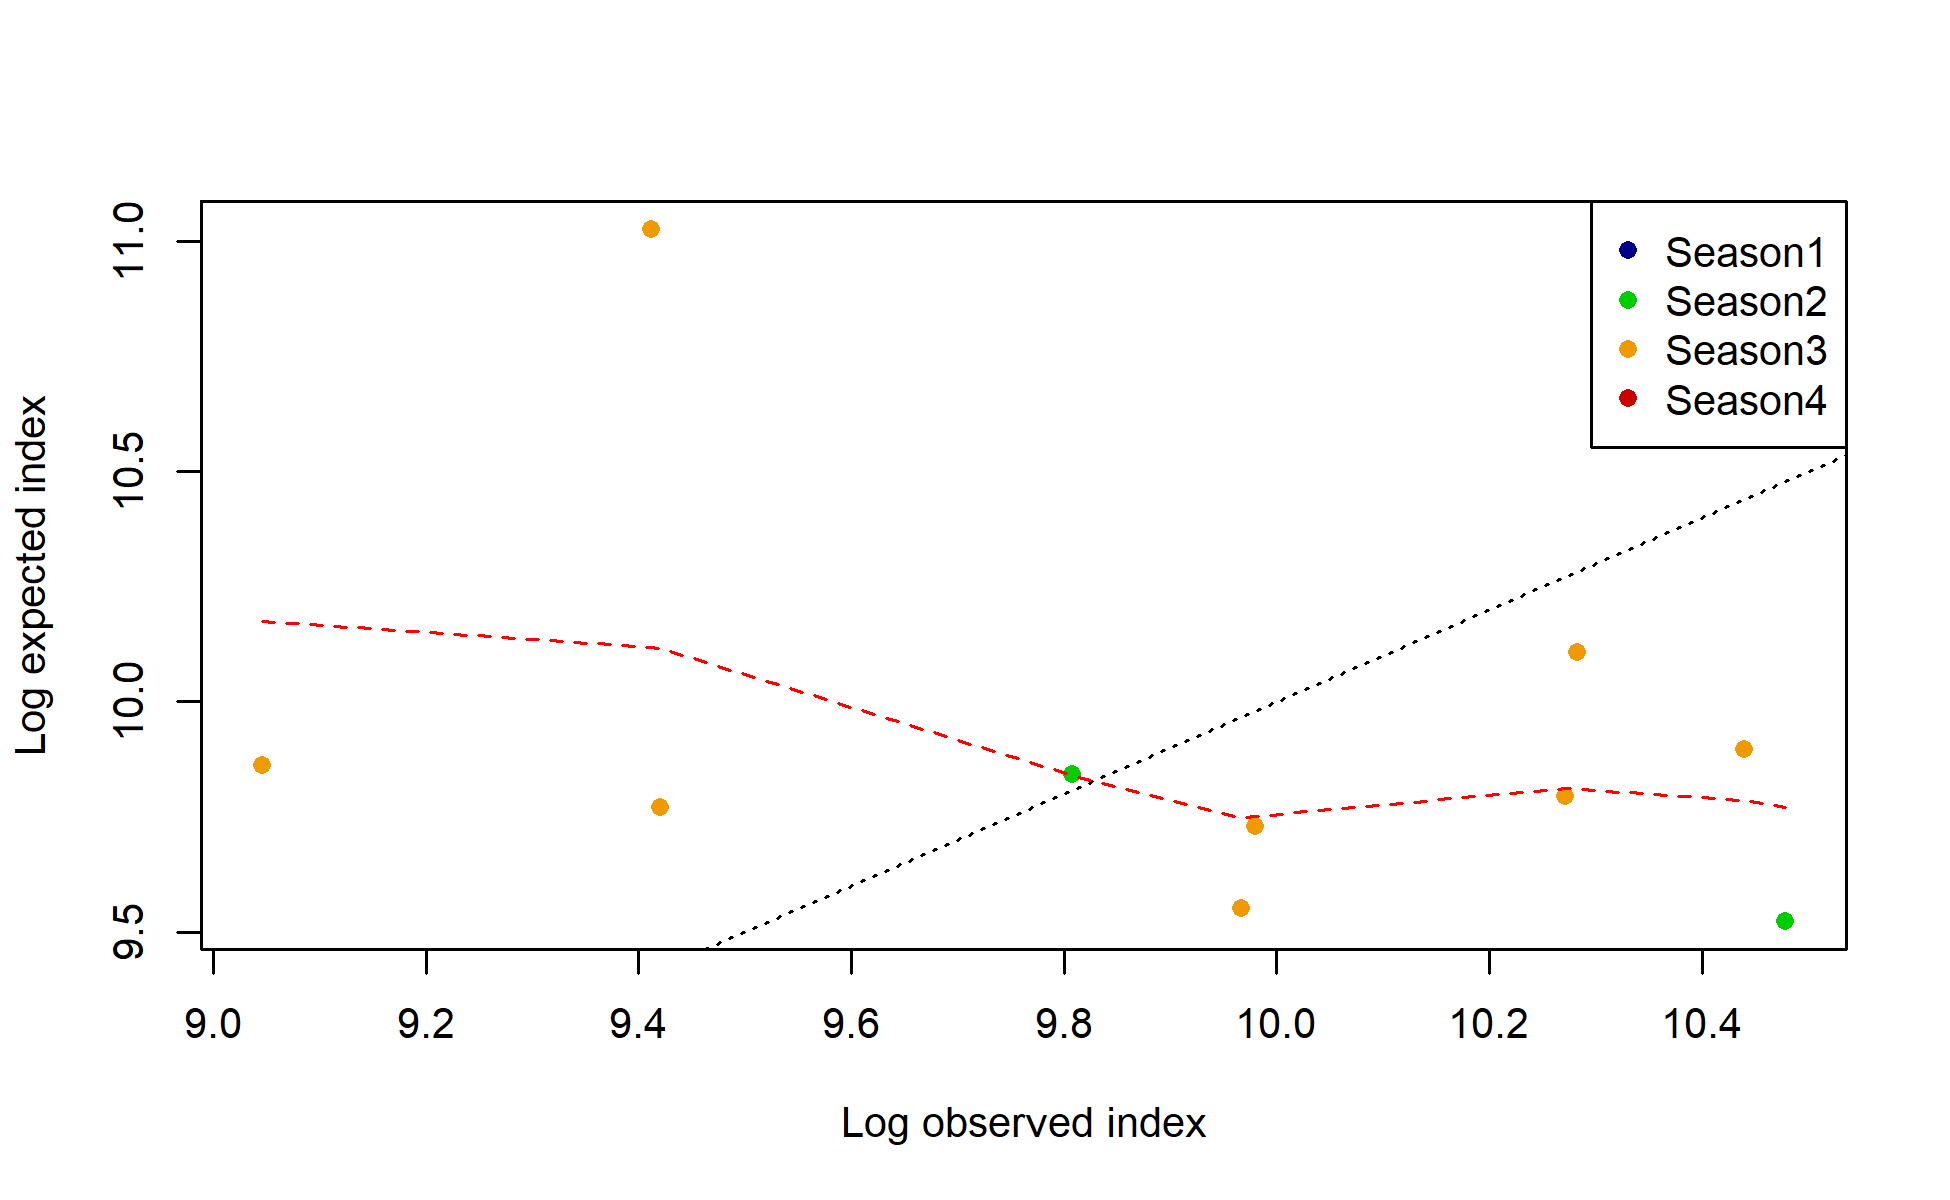 11.0
10.5
10.0
9.5
Log expected index
Season1
Season2
Season3
Season4
9.0 9.2 9.4 9.6 9.8 10.0 10.2 10.4
Log observed index